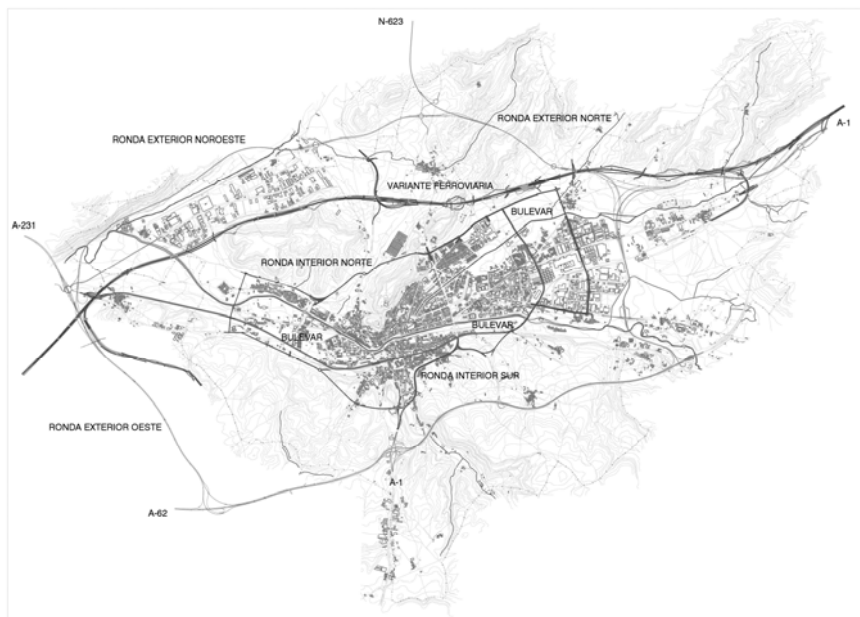 N-623
RONDA EXTERIOR NORTE
A-1
RONDA EXTERIOR NOROESTE
VARIANTE FERROVIARIA
BULEVAR
A-231
RONDA INTERIOR NORTE
BULEVAR
BULEVAR
RONDA INTERIOR SUR
RONDA EXTERIOR OESTE
A-1
A-62